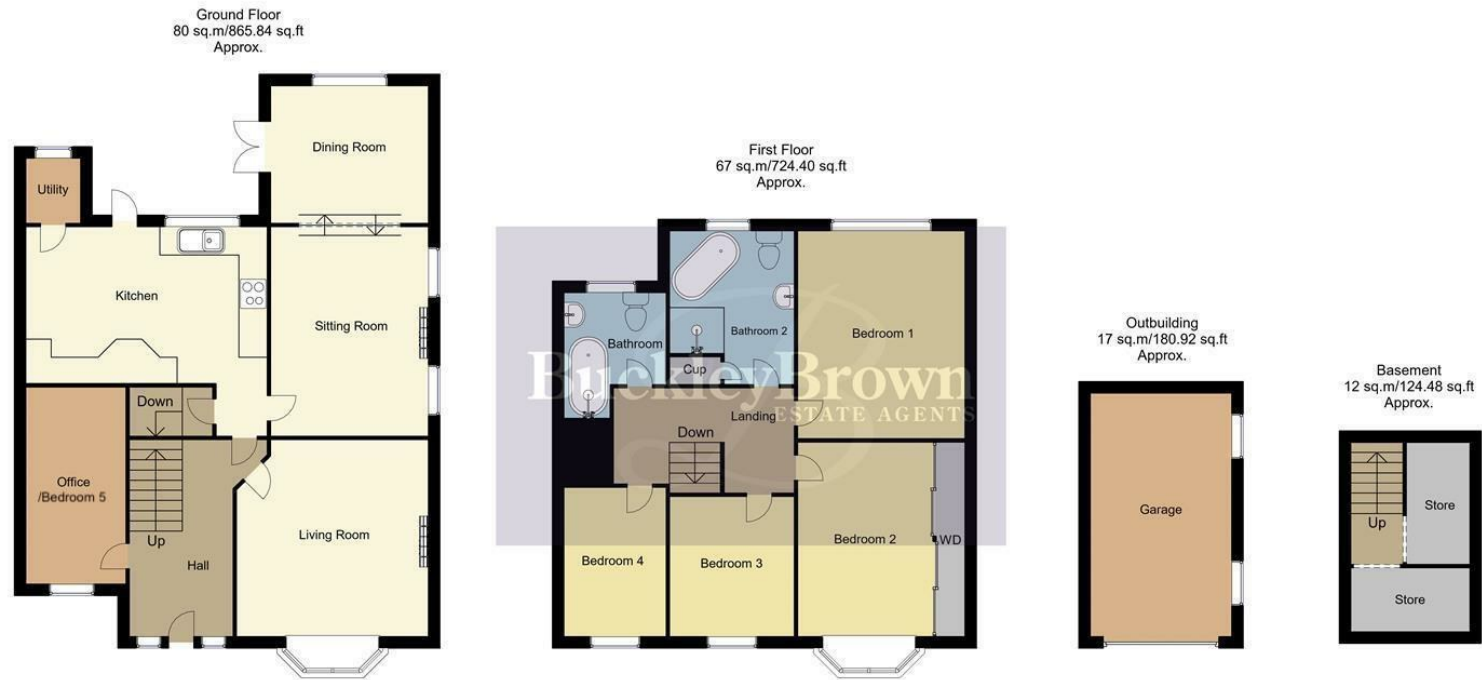 Ground Floor
80 sq.m/865.84 sq.ft
Approx.
Dining Room
Utility
Kitchen
Sitting Room
Down
Office
/Bedroom 5
Up
Hall
Living Room
First Floor
67 sq.m/724.40 sq.ft
Approx.
Bathroom
Bathroom 2
Bedroom 1
Cup
BuckleyBrown
ESTATE AGENTS
Landing
Down
Bedroom 4
Bedroom 3
Bedroom 2
WD
Outbuilding
17 sq.m/180.92 sq.ft
Approx.
Garage
Basement
12 sq.m/124.48 sq.ft
Approx.
Up
Store
Store